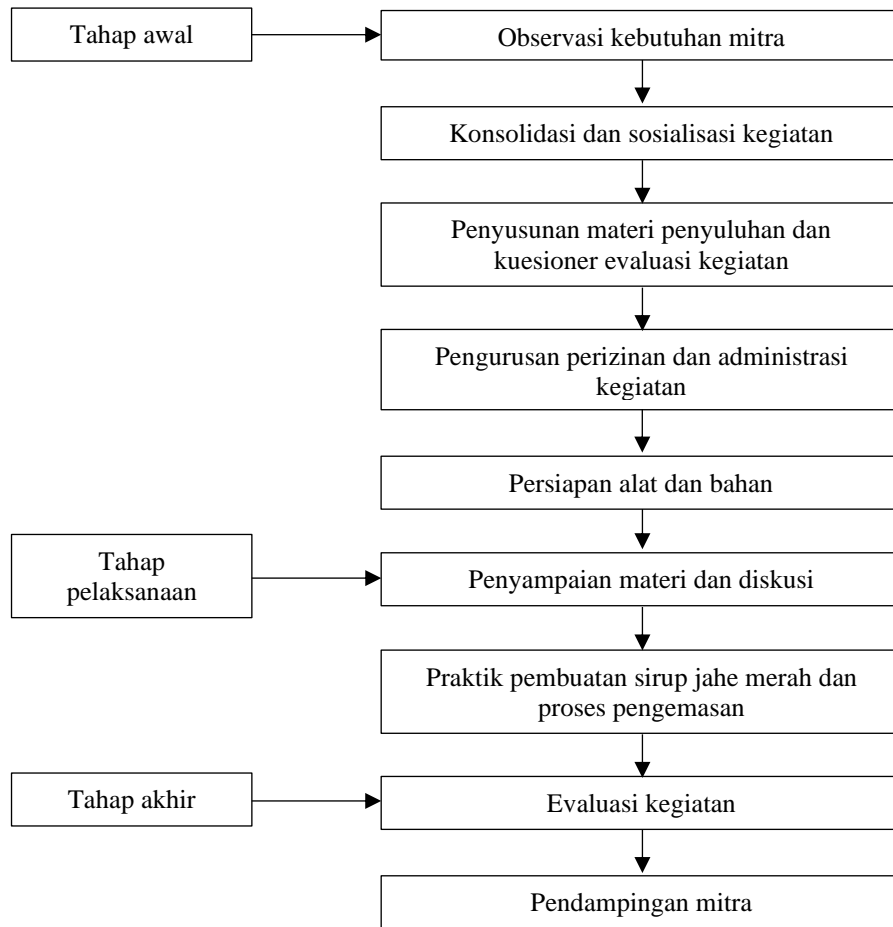 Tahap awal
Observasi kebutuhan mitra
Konsolidasi dan sosialisasi kegiatan
Penyusunan materi penyuluhan dan
kuesioner evaluasi kegiatan
Pengurusan perizinan dan administrasi
kegiatan
Persiapan alat dan bahan
Tahap
pelaksanaan
Penyampaian materi dan diskusi
Praktik pembuatan sirup jahe merah dan
proses pengemasan
Tahap akhir
Evaluasi kegiatan
Pendampingan mitra